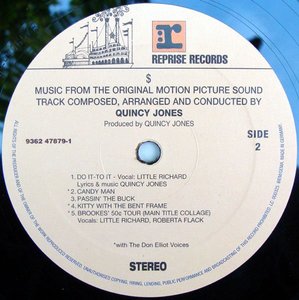 REPRISE RECORDS
$
MUSIC FROM THE ORIGINAL MOTION PICTURE SOUND
TRACK COMPOSED, ARRANGED AND CONDUCTED BY
QUINCY JONES
Produced by QUINCY JONES
9362 47879-1
SIDE
2
1. DO IT-TO IT - Vocal: LITTLE RICHARD
Lyrics & music QUINCY JONES
*2. CANDY MAN
3. PASSIN' THE BUCK
*4. KITTY WITH THE BENT FRAME
*5. BROOKES' 50¢ TOUR (MAIN TITLE COLLAGE)
Vocals: LITTLE RICHARD, ROBERTA FLACK
*with The Don Elliot Voices
STEREO